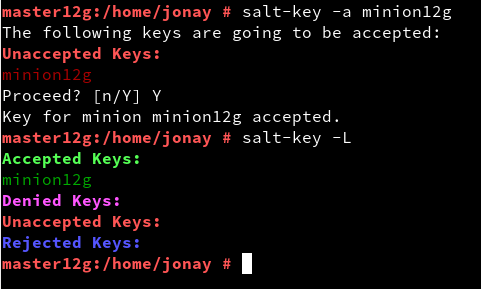 master12g:/home/jonay # salt-key -a minion12g
The following keys are going to be accepted:
Unaccepted Keys:
minion12g
Proceed? [n/Y] Y
Key for minion minion12g accepted.
master12g:/home/jonay # salt-key -L
Accepted Keys:
minion12g
Denied Keys:
Unaccepted Keys:
Rejected Keys:
master12g:/home/jonay #